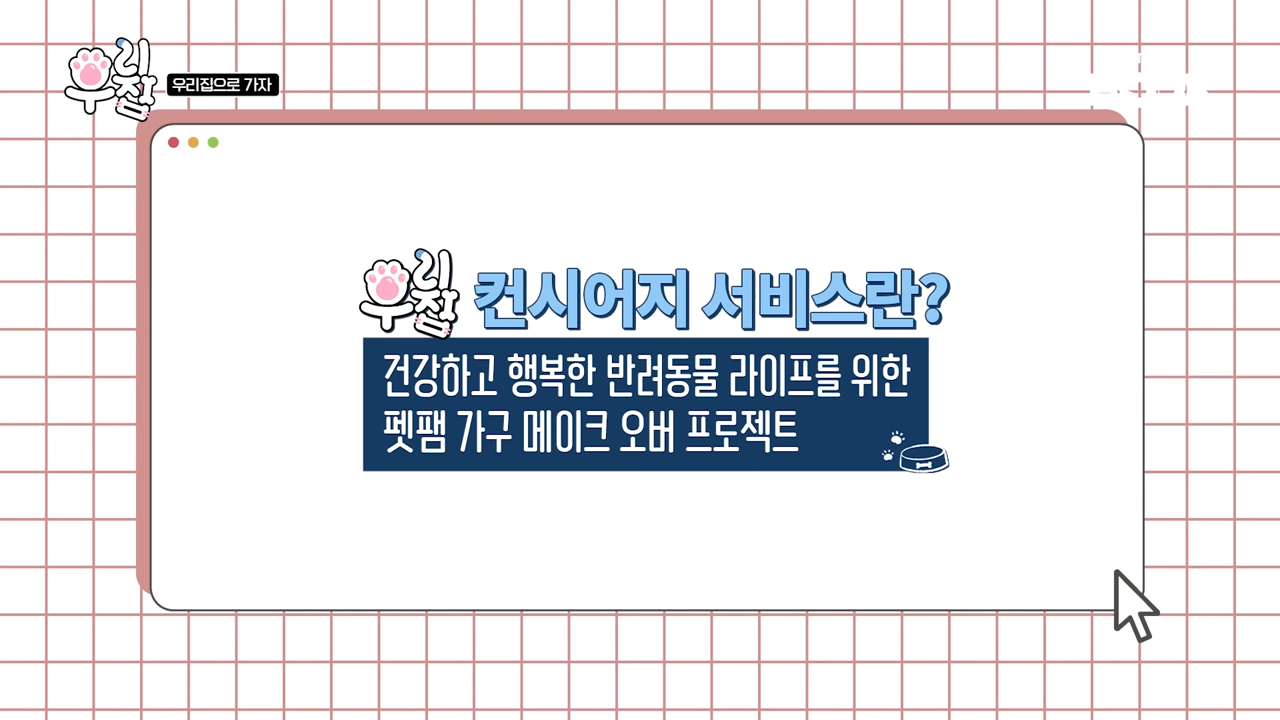 우리집
우리집으로 가자
우리집 컨시어지 서비스란?
건강하고 행복한 반려동물 라이프를 위한
펫팸 가구 메이크 오버 프로젝트